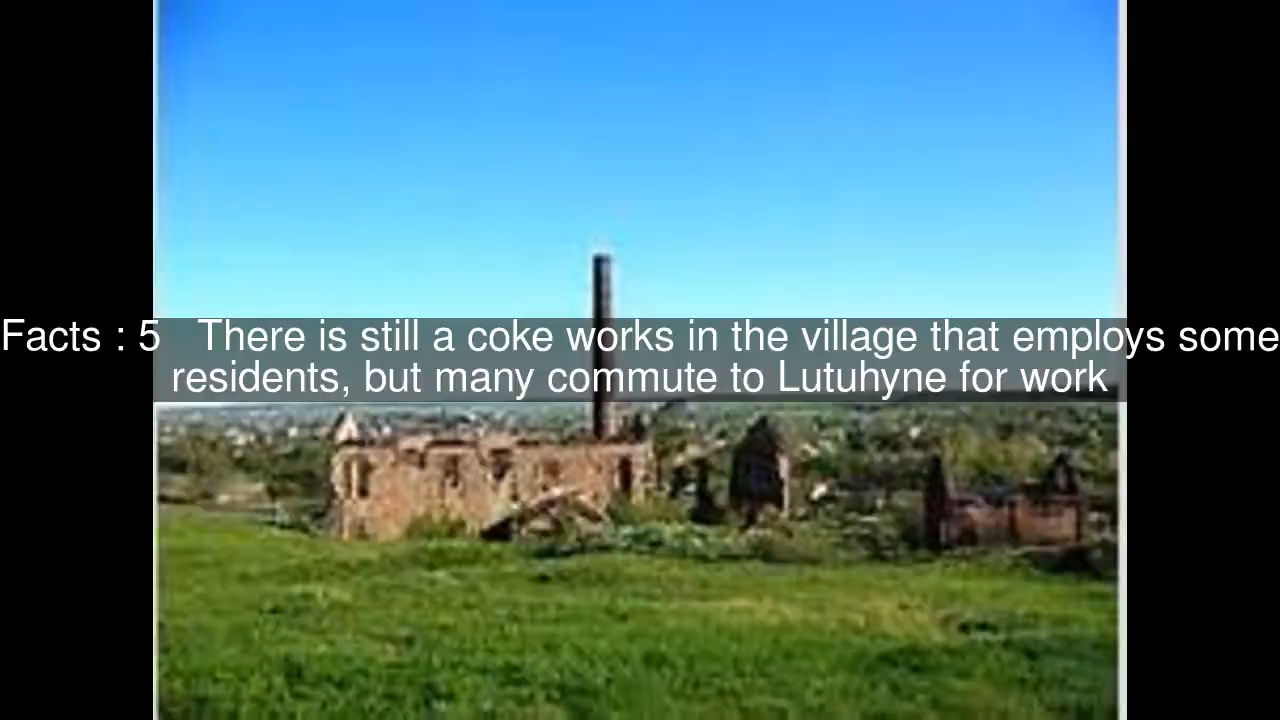 Facts : 5 There is still a coke works in the village that employs some
residents, but many commute to Lutuhyne for work